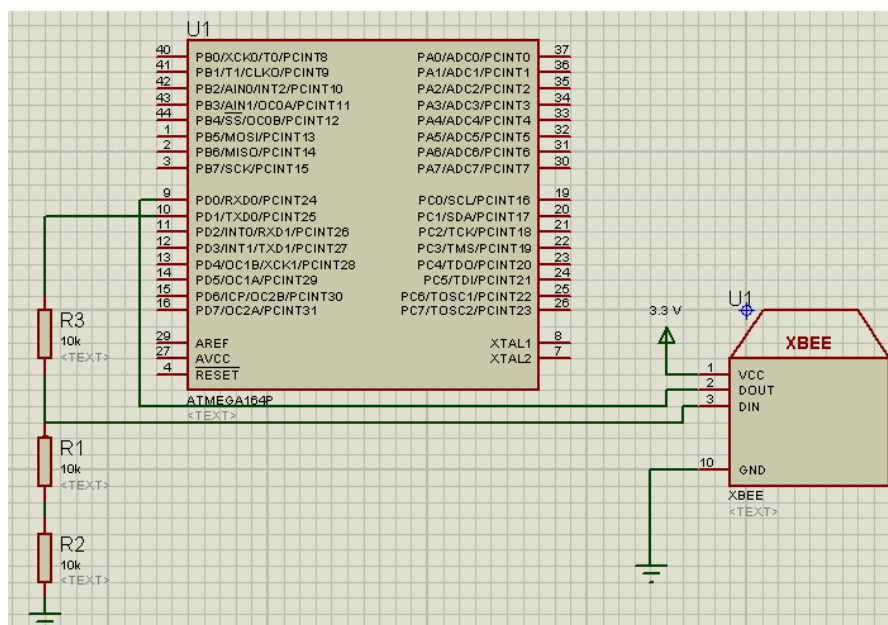 U1
40 PB0/XCK0/T0/PCINT8 PA0/ADC0/PCINT0 37
41 PB1/T1/CLKO/PCINT9 PA1/ADC1/PCINT1 36
42 PB2/AIN0/INT2/PCINT10 PA2/ADC2/PCINT2 35
43 PB3/AIN1/OC0A/PCINT11 PA3/ADC3/PCINT3 34
44 PB4/SS/OC0B/PCINT12 PA4/ADC4/PCINT4 33
1 PB5/MOSI/PCINT13 PA5/ADC5/PCINT5 32
2 PB6/MISO/PCINT14 PA6/ADC6/PCINT6 31
3 PB7/SCK/PCINT15 PA7/ADC7/PCINT7 30
9 PD0/RXD0/PCINT24 PC0/SCL/PCINT16 19
10 PD1/TXD0/PCINT25 PC1/SDA/PCINT17 20
11 PD2/INT0/RXD1/PCINT26 PC2/TCK/PCINT18 21
12 PD3/INT1/TXD1/PCINT27 PC3/TMS/PCINT19 22
13 PD4/OC1B/XCK1/PCINT28 PC4/TDO/PCINT20 23
14 PD5/OC1A/PCINT29 PC5/TDI/PCINT21 24
15 PD6/ICP/OC2B/PCINT30 PC6/TOSC1/PCINT22 25
16 PD7/OC2A/PCINT31 PC7/TOSC2/PCINT23 26
29 AREF XTAL1 8
27 AVCC XTAL2 7
4 RESET
ATMEGA164P
<TEXT>
R3
10k
<TEXT>
R1
10k
<TEXT>
R2
10k
<TEXT>
3.3 V
U1
XBEE
1 VCC
2 DOUT
3 DIN
10 GND
XBEE
<TEXT>